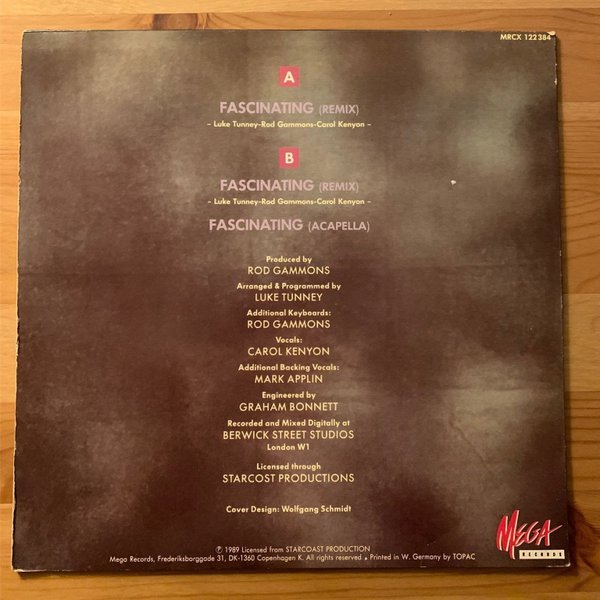 MRCX 122384
A
FASCINATING (REMIX)
– Luke Tunney-Rod Gammons-Carol Kenyon –
B
FASCINATING (REMIX)
– Luke Tunney-Rod Gammons-Carol Kenyon –
FASCINATING (ACAPELLA)
Produced by
ROD GAMMONS
Arranged & Programmed by
LUKE TUNNEY
Additional Keyboards:
ROD GAMMONS
Vocals:
CAROL KENYON
Additional Backing Vocals:
MARK APPLIN
Engineered by
GRAHAM BONNETT
Recorded and Mixed Digitally at
BERWICK STREET STUDIOS
London W1
Licensed through
STARCOST PRODUCTIONS
Cover Design: Wolfgang Schmidt
MEGA
RECORDS
℗ 1989 Licensed from STARCOAST PRODUCTION
Mega Records, Frederiksborggade 31, DK-1360 Copenhagen K. All rights reserved • Printed in W. Germany by TOPAC